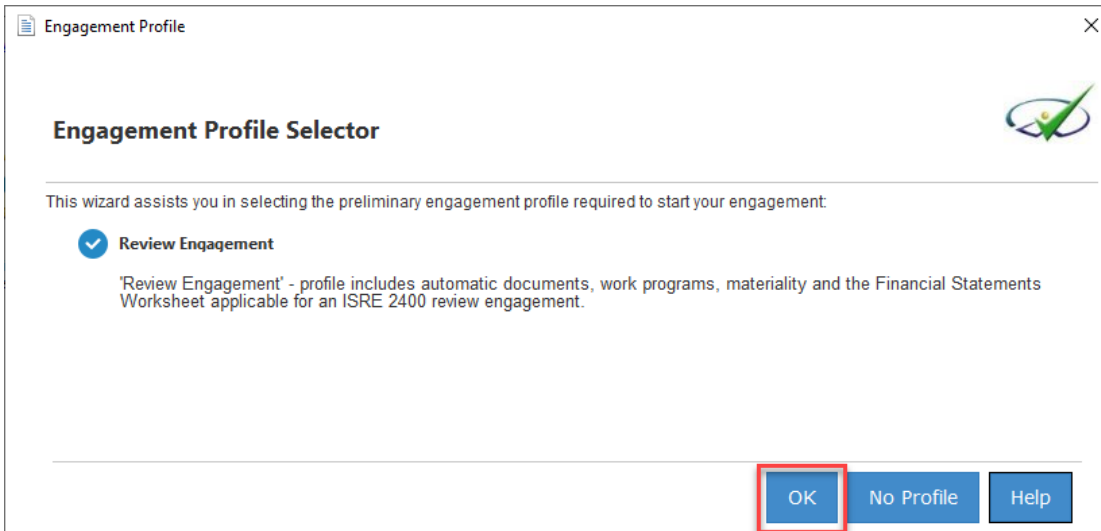 Engagement Profile
Engagement Profile Selector
This wizard assists you in selecting the preliminary engagement profile required to start your engagement:
Review Engagement
'Review Engagement' - profile includes automatic documents, work programs, materiality and the Financial Statements
Worksheet applicable for an ISRE 2400 review engagement.
OK No Profile Help